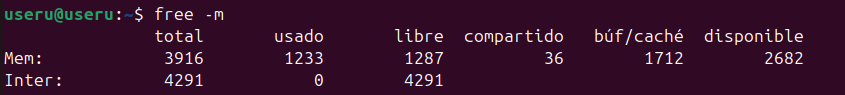 useru@useru:~$ free -m
total usado libre compartido búf/caché disponible
Mem: 3916 1233 1287 36 1712 2682
Inter: 4291 0 4291